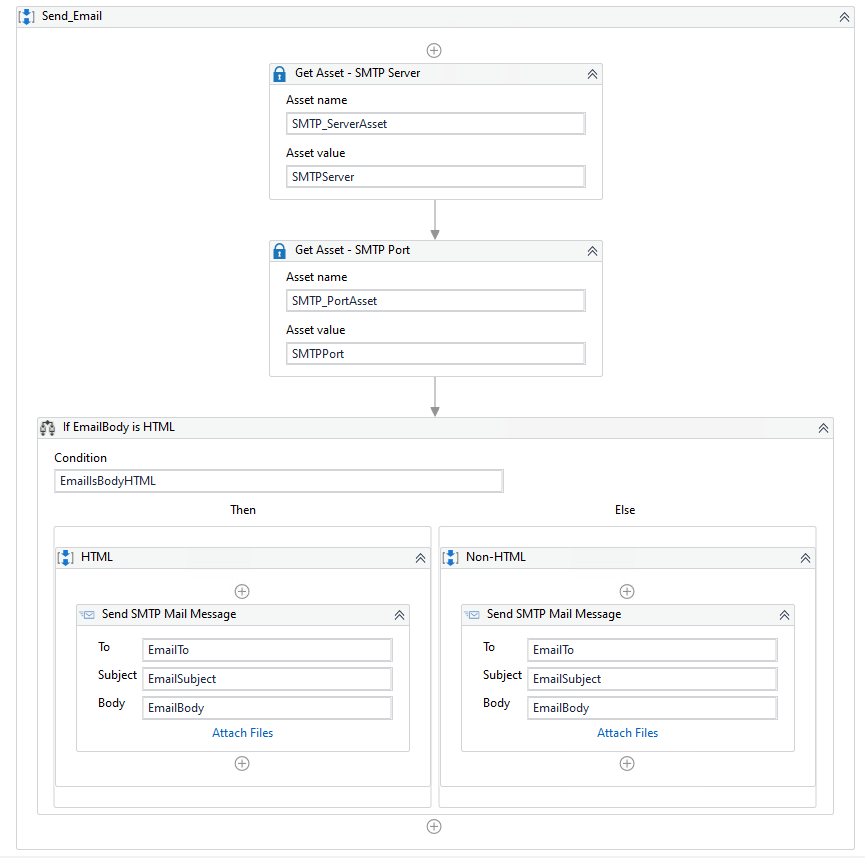 Send_Email
Get Asset - SMTP Server
Asset name
SMTP_ServerAsset
Asset value
SMTPServer
Get Asset - SMTP Port
Asset name
SMTP_PortAsset
Asset value
SMTPPort
If EmailBody is HTML
Condition
EmailIsBodyHTML
Then
Else
HTML
Send SMTP Mail Message
To
EmailTo
Subject
EmailSubject
Body
EmailBody
Attach Files
Non-HTML
Send SMTP Mail Message
To
EmailTo
Subject
EmailSubject
Body
EmailBody
Attach Files